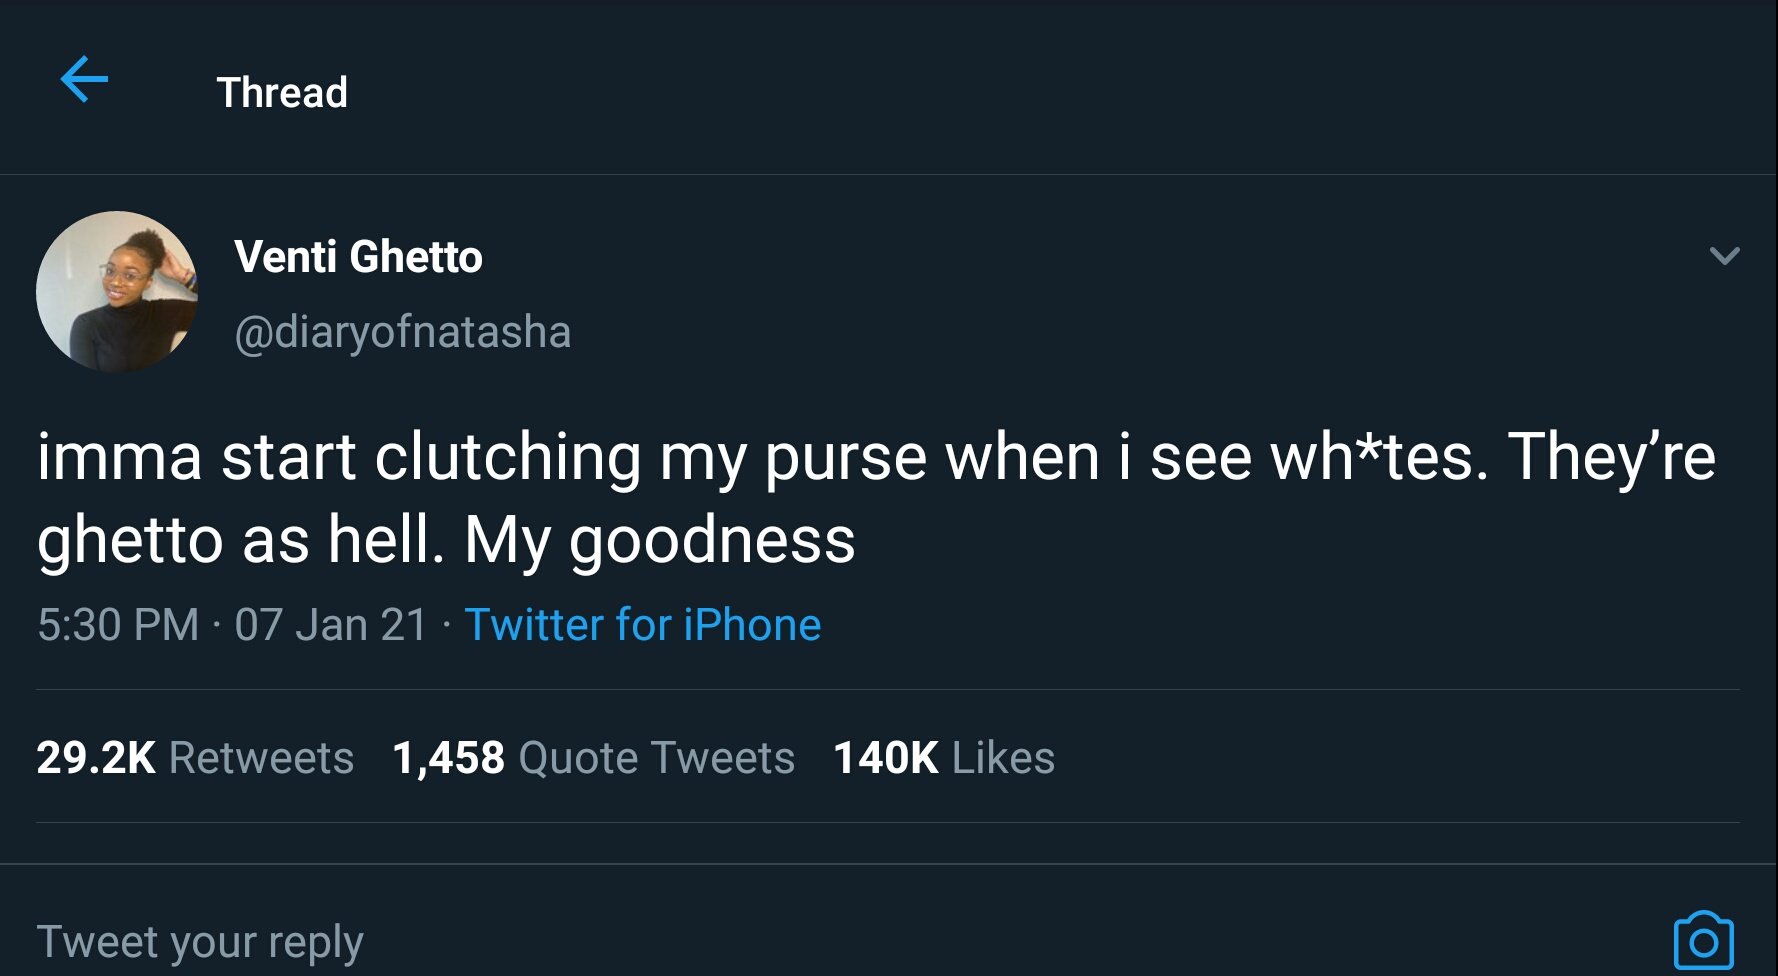 Thread
Venti Ghetto
@diaryofnatasha
imma start clutching my purse when i see wh*tes. They’re
ghetto as hell. My goodness
5:30 PM · 07 Jan 21 · Twitter for iPhone
29.2K Retweets 1,458 Quote Tweets 140K Likes
Tweet your reply